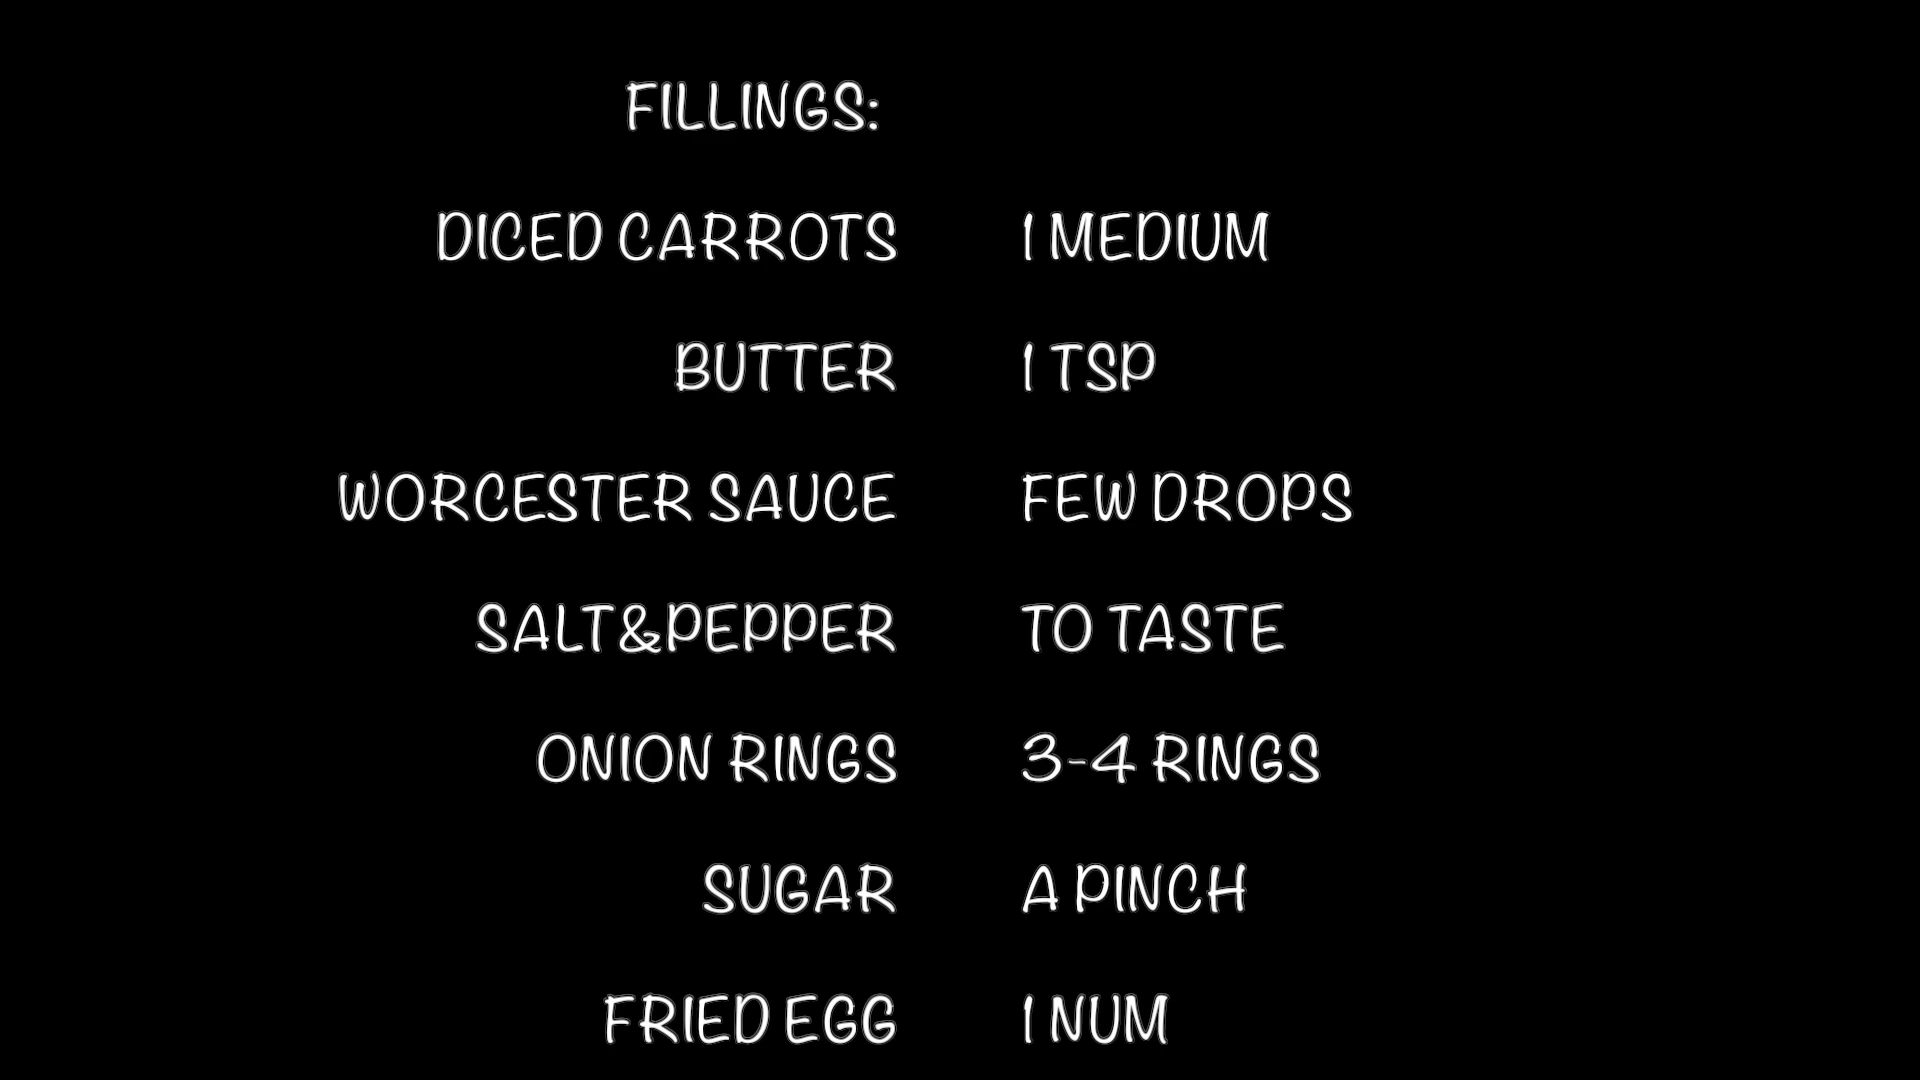 FILLINGS:
DICED CARROTS 1 MEDIUM
BUTTER 1 TSP
WORCESTER SAUCE FEW DROPS
SALT&PEPPER TO TASTE
ONION RINGS 3-4 RINGS
SUGAR A PINCH
FRIED EGG 1 NUM